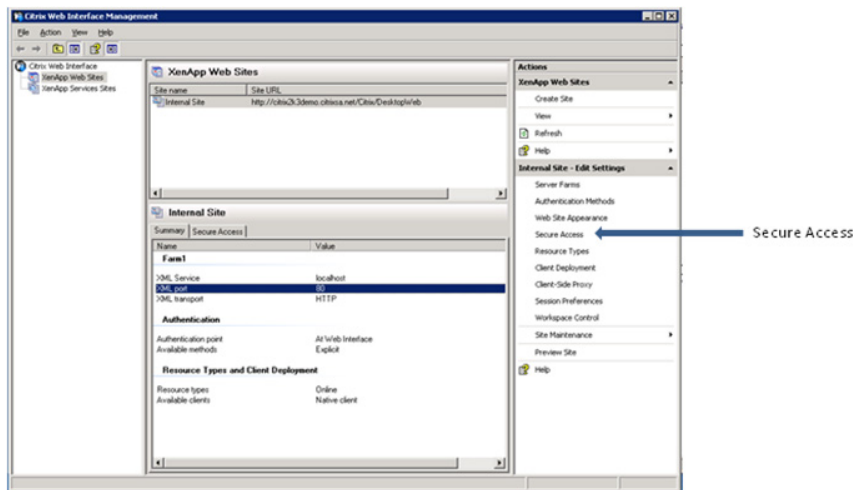 Citrix Web Interface Management
File Action View Help
Citrix Web Interface
XenApp Web Sites
XenApp Services Sites
XenApp Web Sites
Site name Site URL
Internal Site http://citrix2k3demo.citrixsa.net/Citrix/DesktopWeb
Internal Site
Summary Secure Access
Name Value
Farm1
XML Service localhost
XML port 80
XML transport HTTP
Authentication
Authentication point At Web Interface
Available methods Explicit
Resource Types and Client Deployment
Resource types Online
Available clients Native client
Actions
XenApp Web Sites
Create Site
View
Refresh
Help
Internal Site - Edit Settings
Server Farms
Authentication Methods
Web Site Appearance
Secure Access
Resource Types
Client Deployment
Client-Side Proxy
Session Preferences
Workspace Control
Site Maintenance
Preview Site
Help
Secure Access